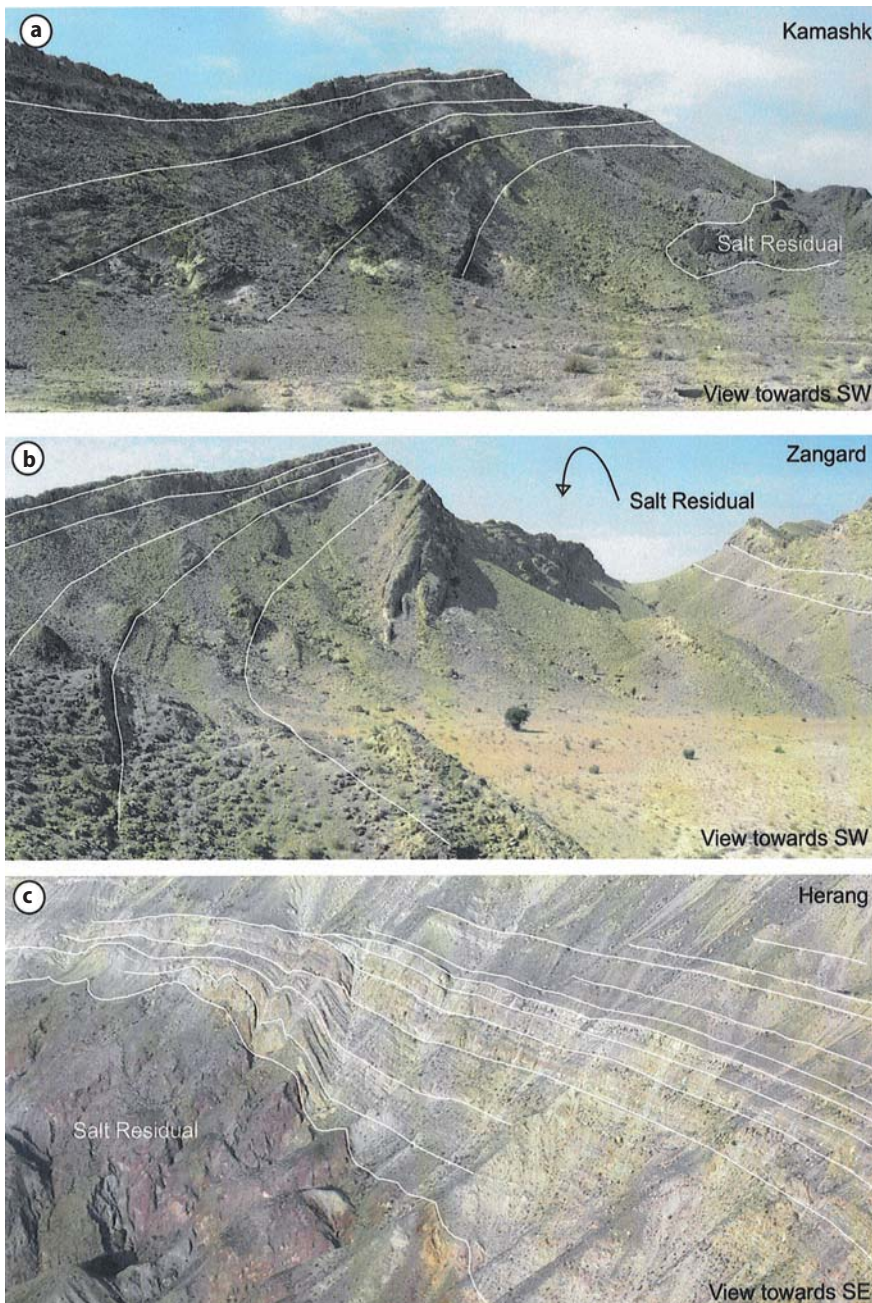 a
Kamashk
Salt Residual
View towards SW
b
Zangard
Salt Residual
View towards SW
c
Herang
Salt Residual
View towards SE